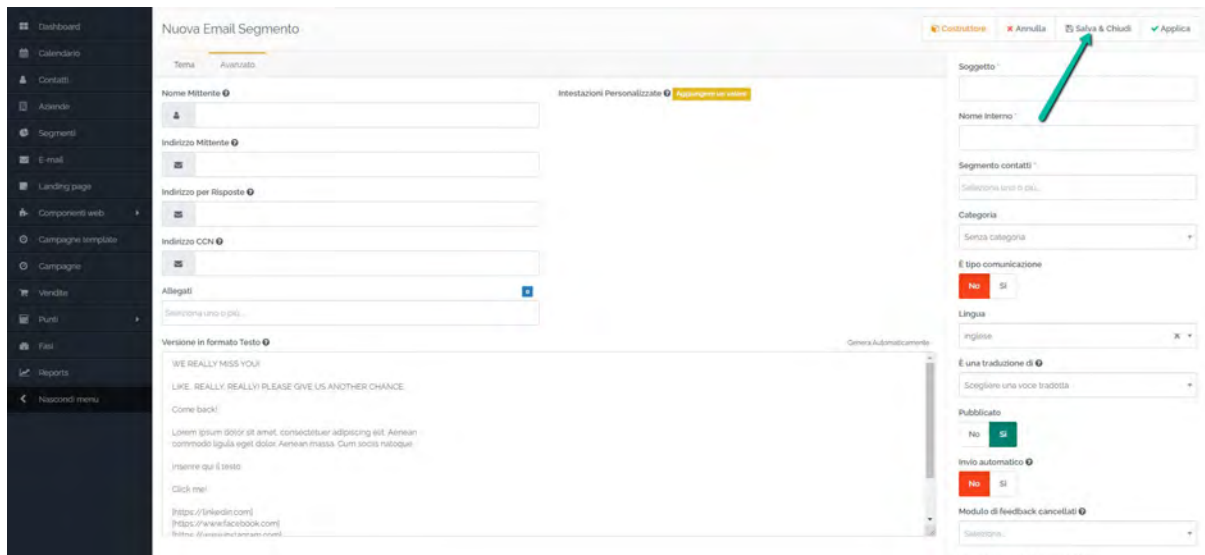 Dashboard
Calendario
Contatti
Aziende
Segmenti
E-mail
Landing page
Componenti web
Campagne template
Campagne
Vendite
Punti
Fasi
Reports
Nascondi menu
Nuova Email Segmento
Costruttore
Annulla
Salva & Chiudi
Applica
Tema
Avanzato
Nome Mittente
Indirizzo Mittente
Indirizzo per Risposte
Indirizzo CCN
Allegati
Seleziona uno o più...
Intestazioni Personalizzate
Aggiungere un valore
Versione in formato Testo
Genera Automaticamente
WE REALLY MISS YOU!
LIKE.. REALLY, REALLY! PLEASE GIVE US ANOTHER CHANCE.
Come back!
Lorem ipsum dolor sit amet, consectetuer adipiscing elit. Aenean
commodo ligula eget dolor. Aenean massa. Cum sociis natoque
Inserire qui il testo
Click me!
[https://linkedin.com]
[https://www.facebook.com]
[https://www.instagram.com]
Soggetto *
Nome Interno *
Segmento contatti *
Seleziona uno o più...
Categoria
Senza categoria
È tipo comunicazione
No Sì
Lingua
inglese
È una traduzione di
Scegliere una voce tradotta
Pubblicato
No Sì
Invio automatico
No Sì
Modulo di feedback cancellati
Seleziona...